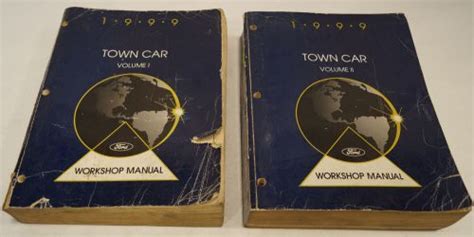 1·9·9·9
TOWN CAR
VOLUME I
Ford
WORKSHOP MANUAL
1·9·9·9
TOWN CAR
VOLUME II
Ford
WORKSHOP MANUAL